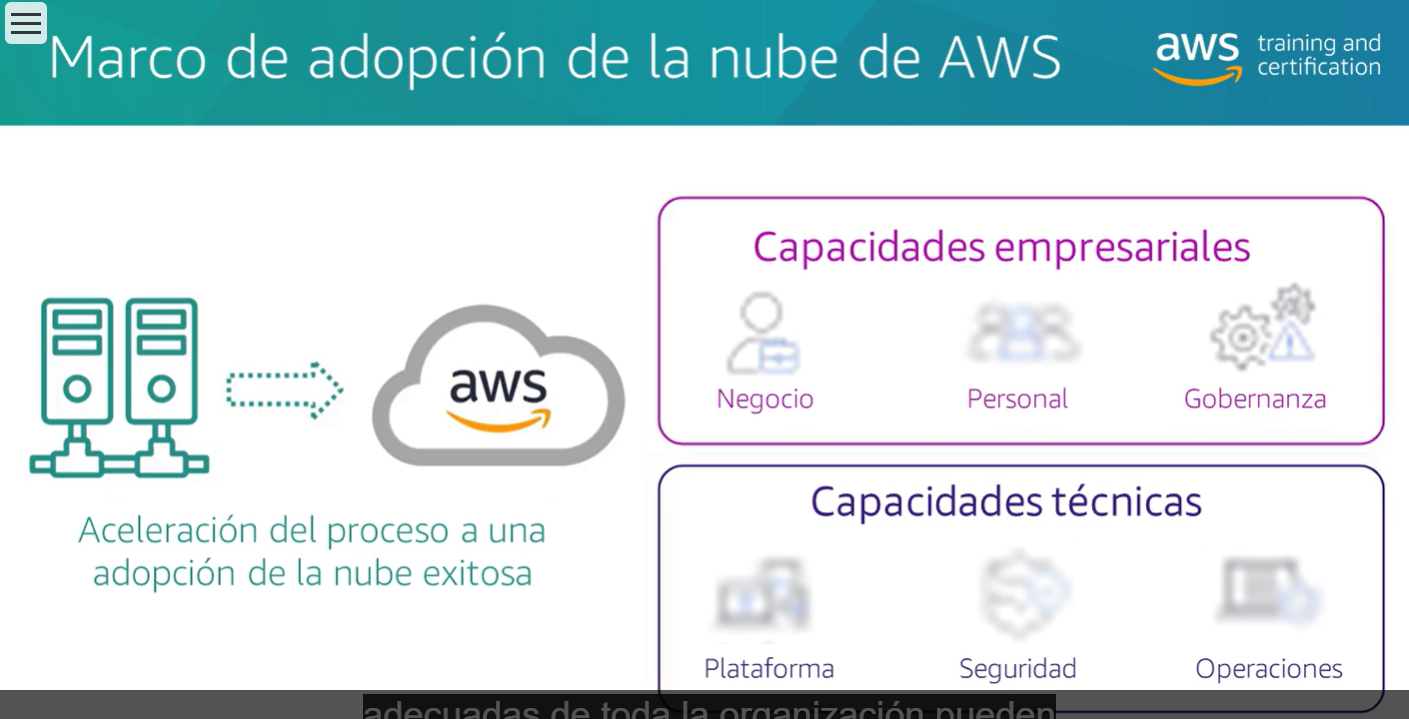 Marco de adopción de la nube de AWS
aws training and
certification
Capacidades empresariales
Negocio Personal Gobernanza
aws
Aceleración del proceso a una
adopción de la nube exitosa
Capacidades técnicas
Plataforma Seguridad Operaciones
adecuadas de toda la organización pueden